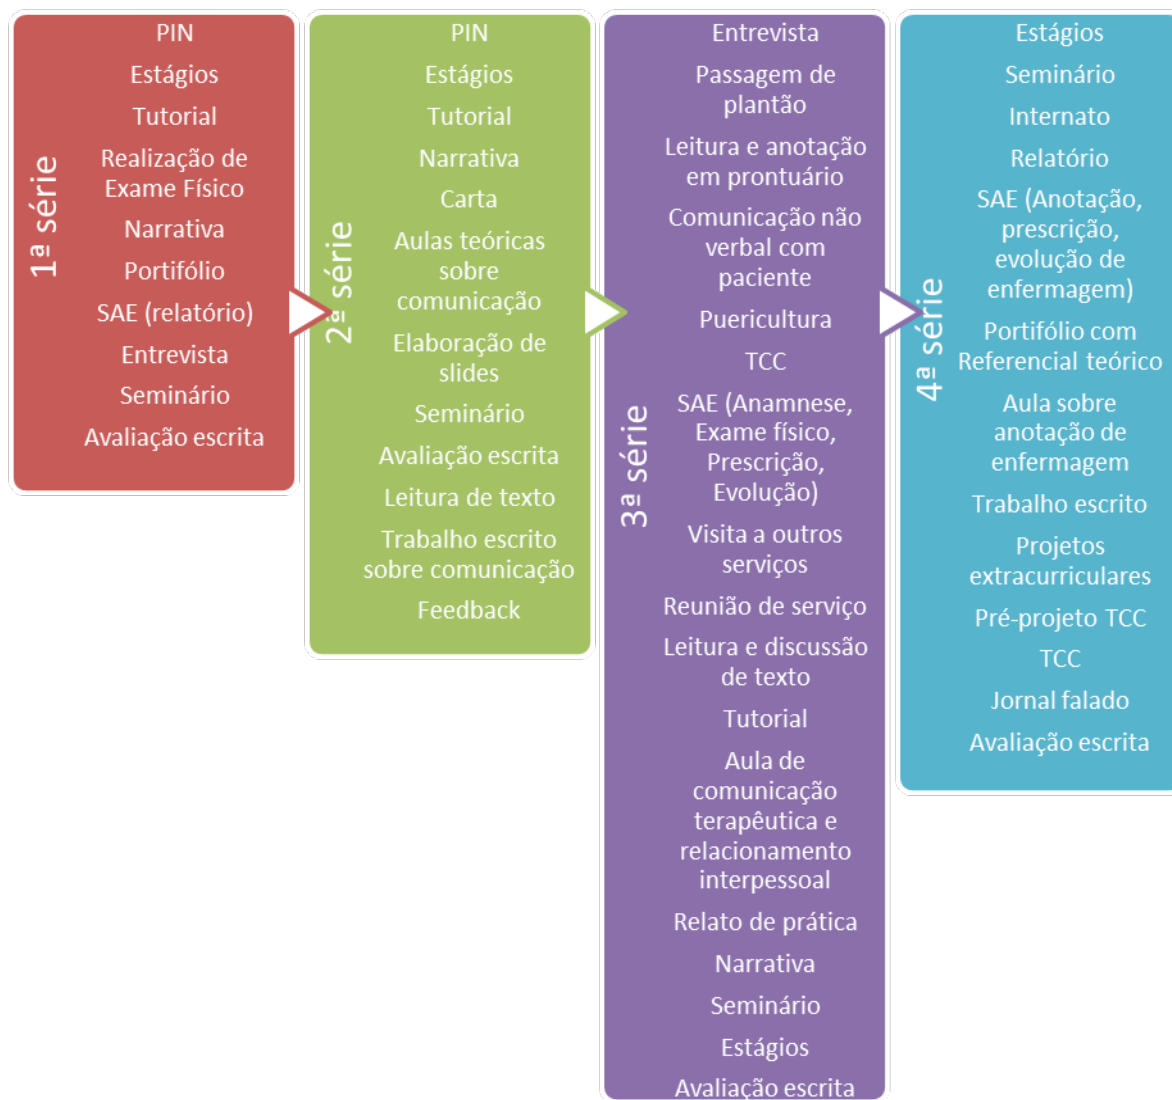 1ª série
PIN
Estágios
Tutorial
Realização de
Exame Físico
Narrativa
Portifólio
SAE (relatório)
Entrevista
Seminário
Avaliação escrita
2ª série
PIN
Estágios
Tutorial
Narrativa
Carta
Aulas teóricas
sobre
comunicação
Elaboração de
slides
Seminário
Avaliação escrita
Leitura de texto
Trabalho escrito
sobre comunicação
Feedback
3ª série
Entrevista
Passagem de
plantão
Leitura e anotação
em prontuário
Comunicação não
verbal com
paciente
Puericultura
TCC
SAE (Anamnese,
Exame físico,
Prescrição,
Evolução)
Visita a outros
serviços
Reunião de serviço
Leitura e discussão
de texto
Tutorial
Aula de
comunicação
terapêutica e
relacionamento
interpessoal
Relato de prática
Narrativa
Seminário
Estágios
Avaliação escrita
4ª série
Estágios
Seminário
Internato
Relatório
SAE (Anotação,
prescrição,
evolução de
enfermagem)
Portifólio com
Referencial teórico
Aula sobre
anotação de
enfermagem
Trabalho escrito
Projetos
extracurriculares
Pré-projeto TCC
TCC
Jornal falado
Avaliação escrita